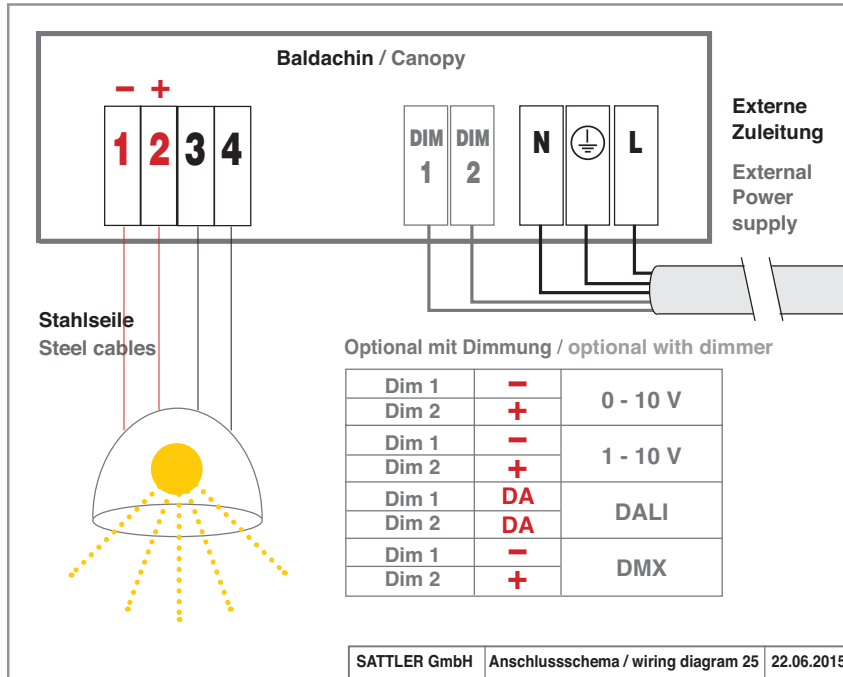 Baldachin / Canopy
− +
1 2 3 4
DIM 1 DIM 2 N L
Externe
Zuleitung
External
Power
supply
Stahlseile
Steel cables
Optional mit Dimmung / optional with dimmer
Dim 1 − 0 - 10 V
Dim 2 +
Dim 1 − 1 - 10 V
Dim 2 +
Dim 1 DA DALI
Dim 2 DA
Dim 1 − DMX
Dim 2 +
SATTLER GmbH Anschlussschema / wiring diagram 25 22.06.2015